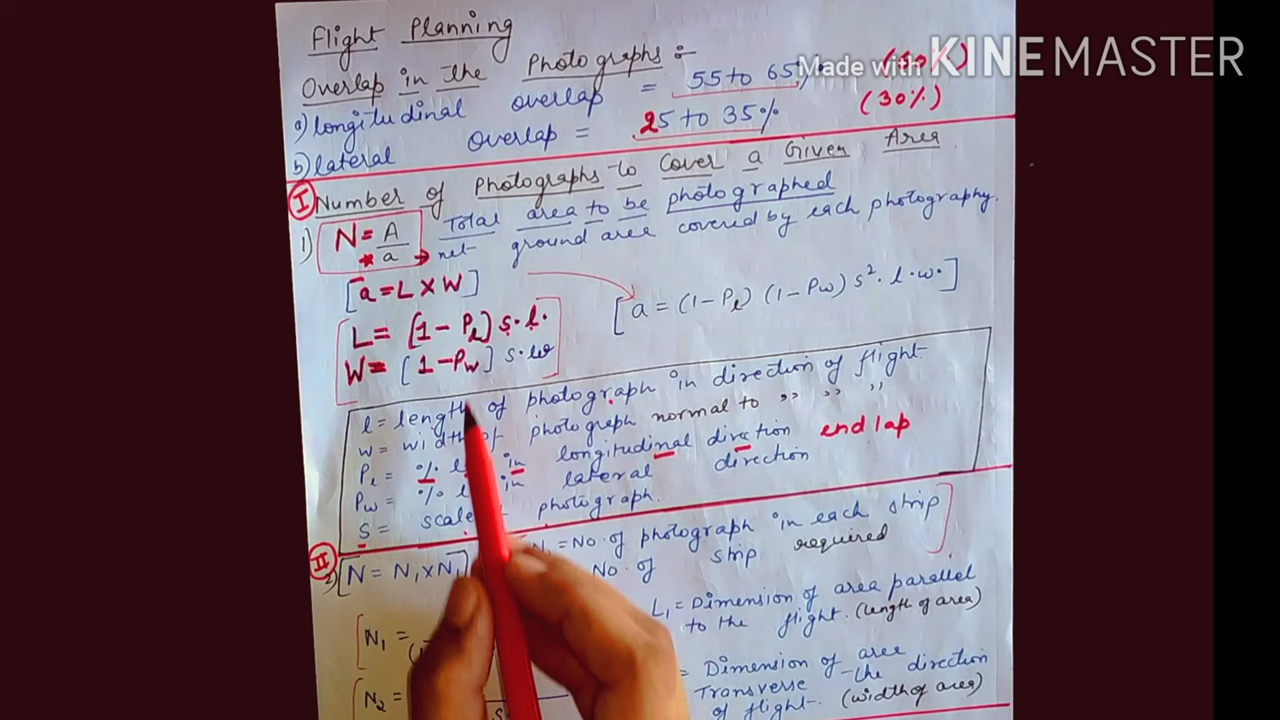 Flight Planning
Overlap in the Photographs :-
a) longitudinal overlap = 55 to 65%
b) lateral overlap = 25 to 35% (30%)
Made with KINEMASTER
I Number of Photographs to Cover a Given Area
1) N = A/a Total area to be photographed
net ground area covered by each photography.
[a = L X W]
[a = (1 - Pl) (1 - Pw) s². l. w.]
L = [1 - Pl] s. l.
W = [1 - Pw] s. w
l = length of photograph in direction of flight
w = width of photograph normal to ,, ,, ,,
Pl = % in longitudinal direction end lap
Pw = % in lateral direction
S = scale photograph.
II
2) N = N1 X N
= No. of photograph in each strip
No. of strip required
L1 = Dimension of area parallel
to the flight. (length of area)
N1 =
= Dimension of area
Transverse the direction
of flight. (width of area)
N2 =